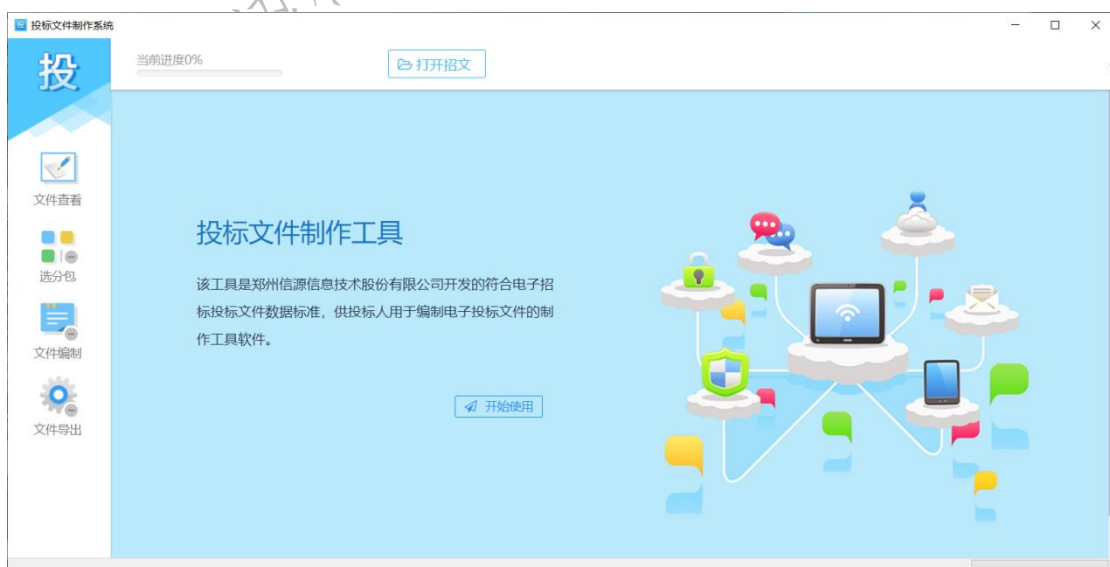 投标文件制作系统
投
当前进度0%
打开招文
文件查看
选分包
文件编制
文件导出
投标文件制作工具
该工具是郑州信源信息技术股份有限公司开发的符合电子招
标投标文件数据标准，供投标人用于编制电子投标文件的制
作工具软件。
开始使用